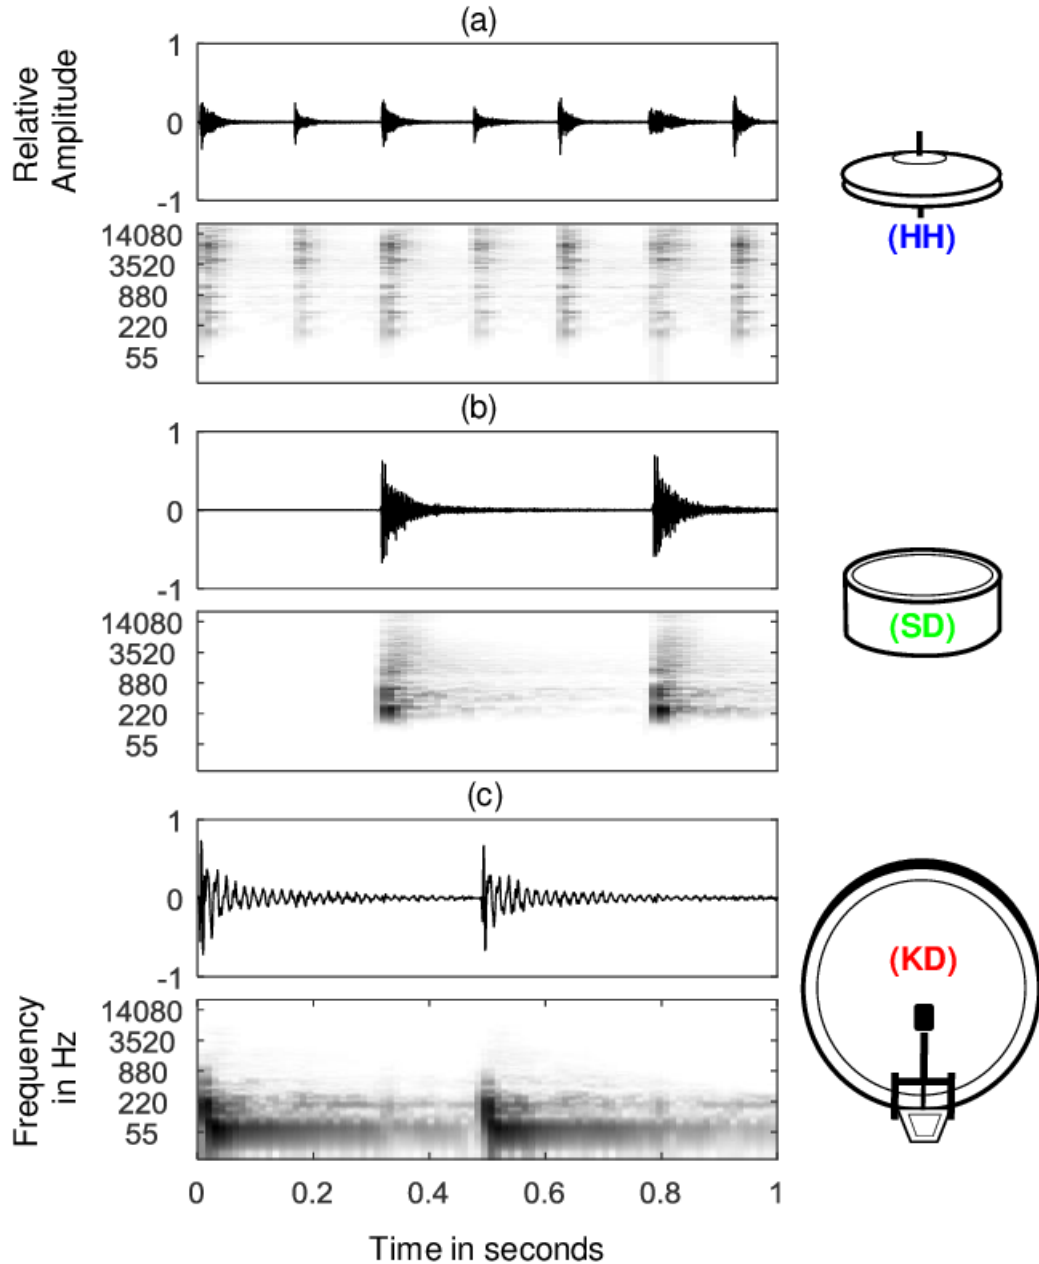 (a)
Relative
Amplitude
1
0
-1
14080
3520
880
220
55
(HH)
(b)
1
0
-1
14080
3520
880
220
55
(SD)
(c)
1
0
-1
Frequency
in Hz
14080
3520
880
220
55
(KD)
0 0.2 0.4 0.6 0.8 1
Time in seconds